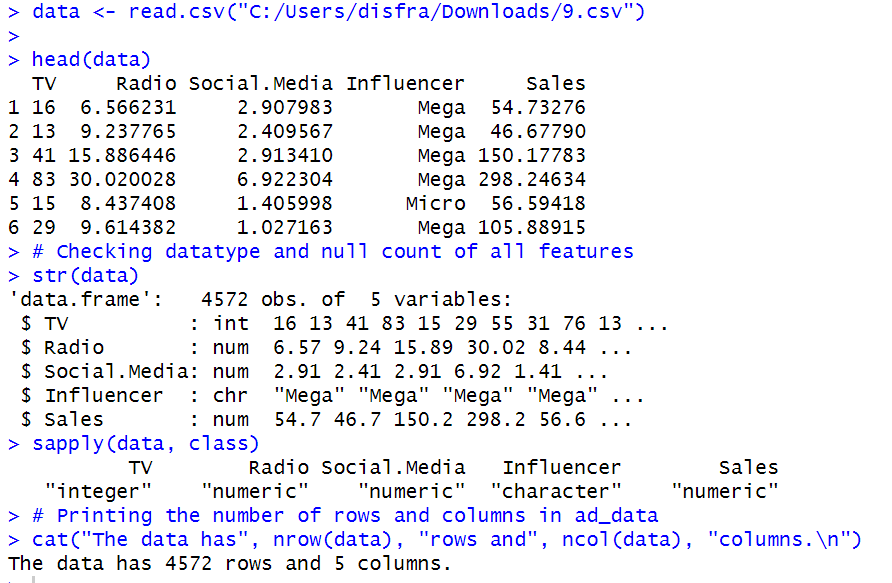 > data <- read.csv("C:/Users/disfra/Downloads/9.csv")
>
> head(data)
  TV     Radio Social.Media Influencer     Sales
1 16  6.566231     2.907983       Mega  54.73276
2 13  9.237765     2.409567       Mega  46.67790
3 41 15.886446     2.913410       Mega 150.17783
4 83 30.020028     6.922304       Mega 298.24634
5 15  8.437408     1.405998      Micro  56.59418
6 29  9.614382     1.027163       Mega 105.88915
> # Checking datatype and null count of all features
> str(data)
'data.frame':   4572 obs. of  5 variables:
 $ TV          : int  16 13 41 83 15 29 55 31 76 13 ...
 $ Radio       : num  6.57 9.24 15.89 30.02 8.44 ...
 $ Social.Media: num  2.91 2.41 2.91 6.92 1.41 ...
 $ Influencer  : chr  "Mega" "Mega" "Mega" "Mega" ...
 $ Sales       : num  54.7 46.7 150.2 298.2 56.6 ...
> sapply(data, class)
          TV        Radio Social.Media   Influencer        Sales
   "integer"    "numeric"    "numeric"  "character"    "numeric"
> # Printing the number of rows and columns in ad_data
> cat("The data has", nrow(data), "rows and", ncol(data), "columns.\n")
The data has 4572 rows and 5 columns.